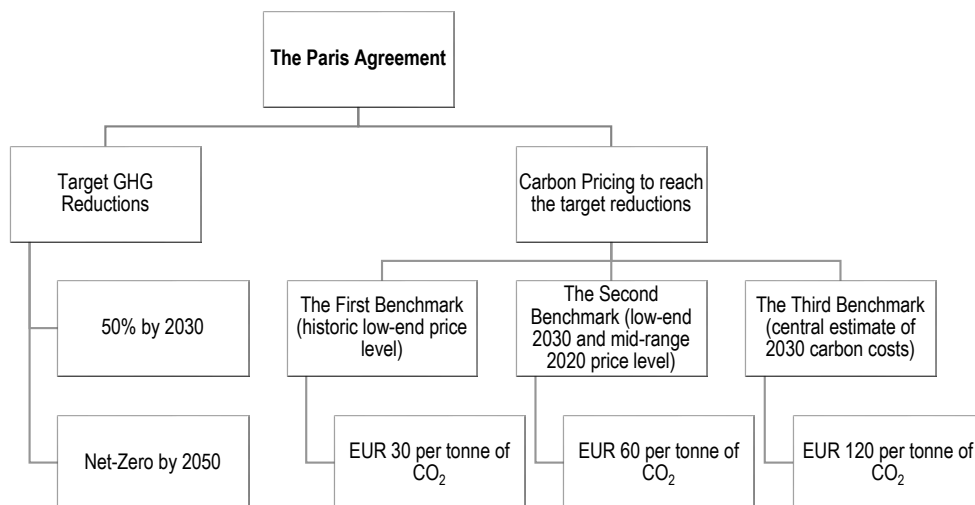 The Paris Agreement
Target GHG
Reductions
50% by 2030
Net-Zero by 2050
Carbon Pricing to reach
the target reductions
The First Benchmark
(historic low-end price
level)
EUR 30 per tonne of
CO₂
The Second
Benchmark (low-end
2030 and mid-range
2020 price level)
EUR 60 per tonne of
CO₂
The Third Benchmark
(central estimate of
2030 carbon costs)
EUR 120 per tonne of
CO₂